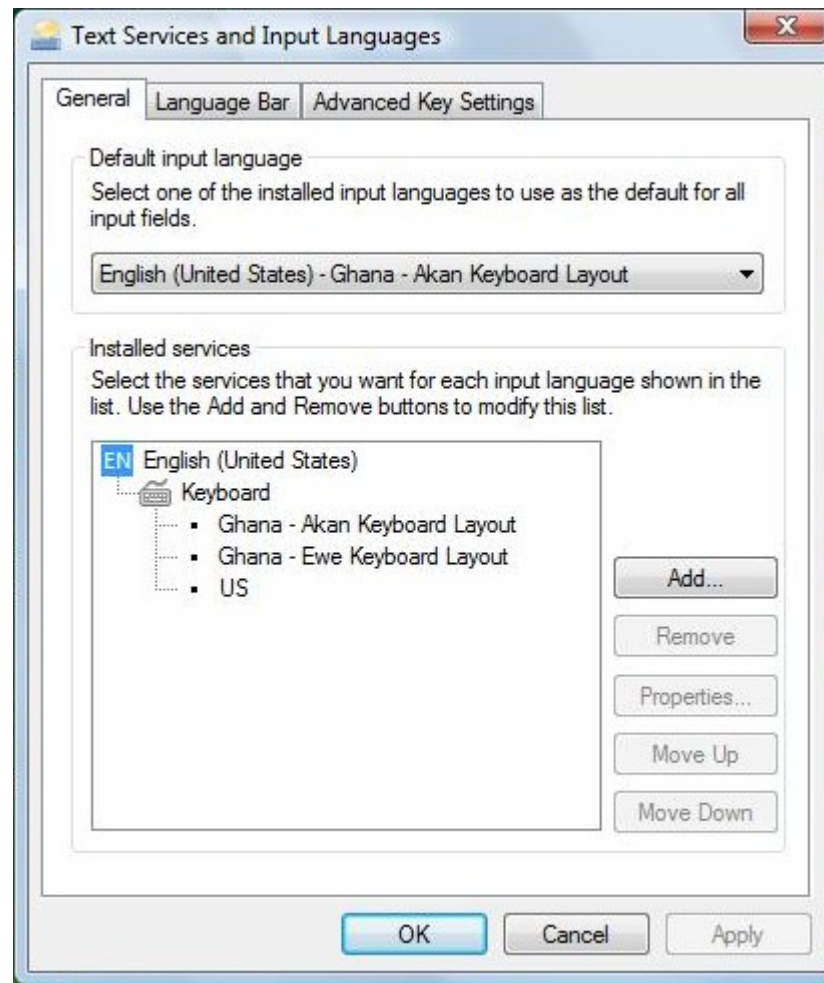 Text Services and Input Languages
General
Language Bar
Advanced Key Settings
Default input language
Select one of the installed input languages to use as the default for all
input fields.
English (United States) - Ghana - Akan Keyboard Layout
Installed services
Select the services that you want for each input language shown in the
list. Use the Add and Remove buttons to modify this list.
EN English (United States)
Keyboard
Ghana - Akan Keyboard Layout
Ghana - Ewe Keyboard Layout
US
Add...
Remove
Properties...
Move Up
Move Down
OK
Cancel
Apply